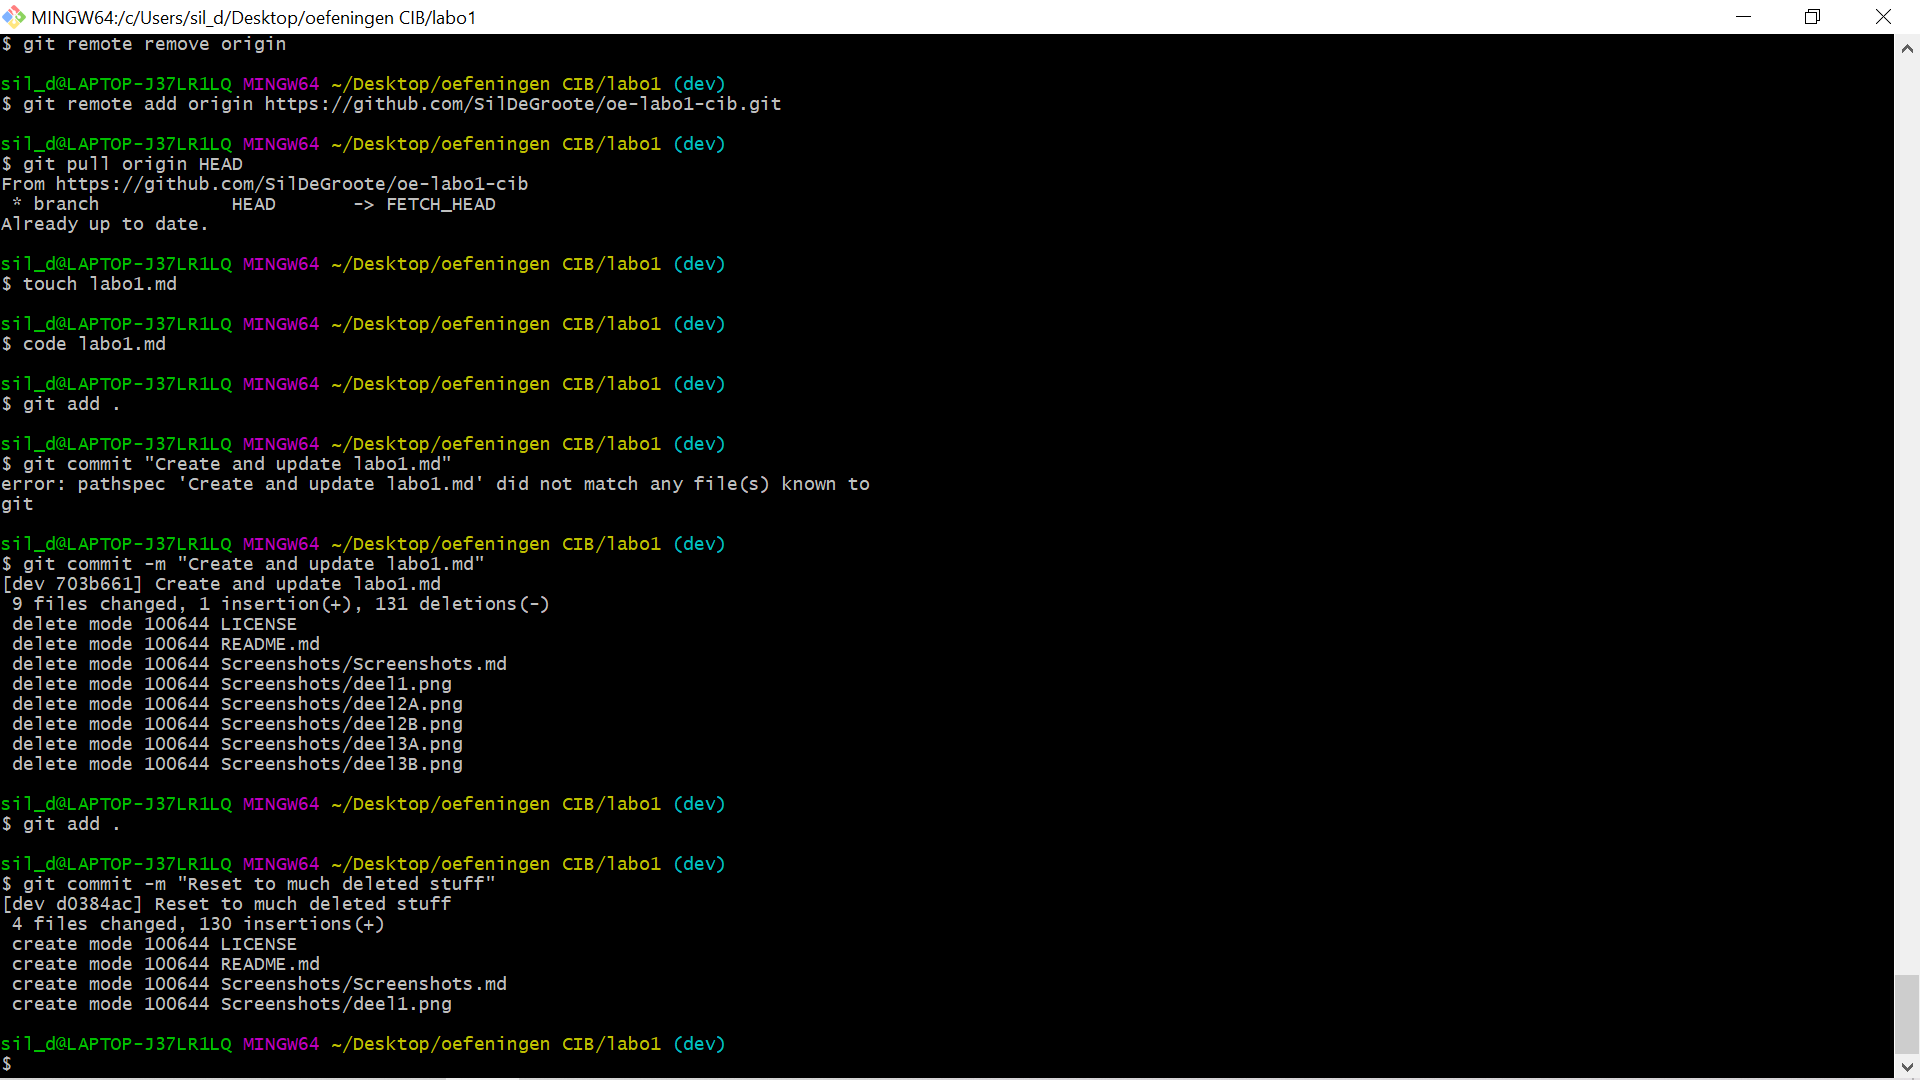 MINGW64:/c/Users/sil_d/Desktop/oefeningen CIB/labo1
$ git remote remove origin
sil_d@LAPTOP-J37LR1LQ MINGW64 ~/Desktop/oefeningen CIB/labo1 (dev)
$ git remote add origin https://github.com/SilDeGroote/oe-labo1-cib.git
sil_d@LAPTOP-J37LR1LQ MINGW64 ~/Desktop/oefeningen CIB/labo1 (dev)
$ git pull origin HEAD
From https://github.com/SilDeGroote/oe-labo1-cib
 * branch            HEAD       -> FETCH_HEAD
Already up to date.
sil_d@LAPTOP-J37LR1LQ MINGW64 ~/Desktop/oefeningen CIB/labo1 (dev)
$ touch labo1.md
sil_d@LAPTOP-J37LR1LQ MINGW64 ~/Desktop/oefeningen CIB/labo1 (dev)
$ code labo1.md
sil_d@LAPTOP-J37LR1LQ MINGW64 ~/Desktop/oefeningen CIB/labo1 (dev)
$ git add .
sil_d@LAPTOP-J37LR1LQ MINGW64 ~/Desktop/oefeningen CIB/labo1 (dev)
$ git commit "Create and update labo1.md"
error: pathspec 'Create and update labo1.md' did not match any file(s) known to
git
sil_d@LAPTOP-J37LR1LQ MINGW64 ~/Desktop/oefeningen CIB/labo1 (dev)
$ git commit -m "Create and update labo1.md"
[dev 703b661] Create and update labo1.md
 9 files changed, 1 insertion(+), 131 deletions(-)
 delete mode 100644 LICENSE
 delete mode 100644 README.md
 delete mode 100644 Screenshots/Screenshots.md
 delete mode 100644 Screenshots/deel1.png
 delete mode 100644 Screenshots/deel2A.png
 delete mode 100644 Screenshots/deel2B.png
 delete mode 100644 Screenshots/deel3A.png
 delete mode 100644 Screenshots/deel3B.png
sil_d@LAPTOP-J37LR1LQ MINGW64 ~/Desktop/oefeningen CIB/labo1 (dev)
$ git add .
sil_d@LAPTOP-J37LR1LQ MINGW64 ~/Desktop/oefeningen CIB/labo1 (dev)
$ git commit -m "Reset to much deleted stuff"
[dev d0384ac] Reset to much deleted stuff
 4 files changed, 130 insertions(+)
 create mode 100644 LICENSE
 create mode 100644 README.md
 create mode 100644 Screenshots/Screenshots.md
 create mode 100644 Screenshots/deel1.png
sil_d@LAPTOP-J37LR1LQ MINGW64 ~/Desktop/oefeningen CIB/labo1 (dev)
$